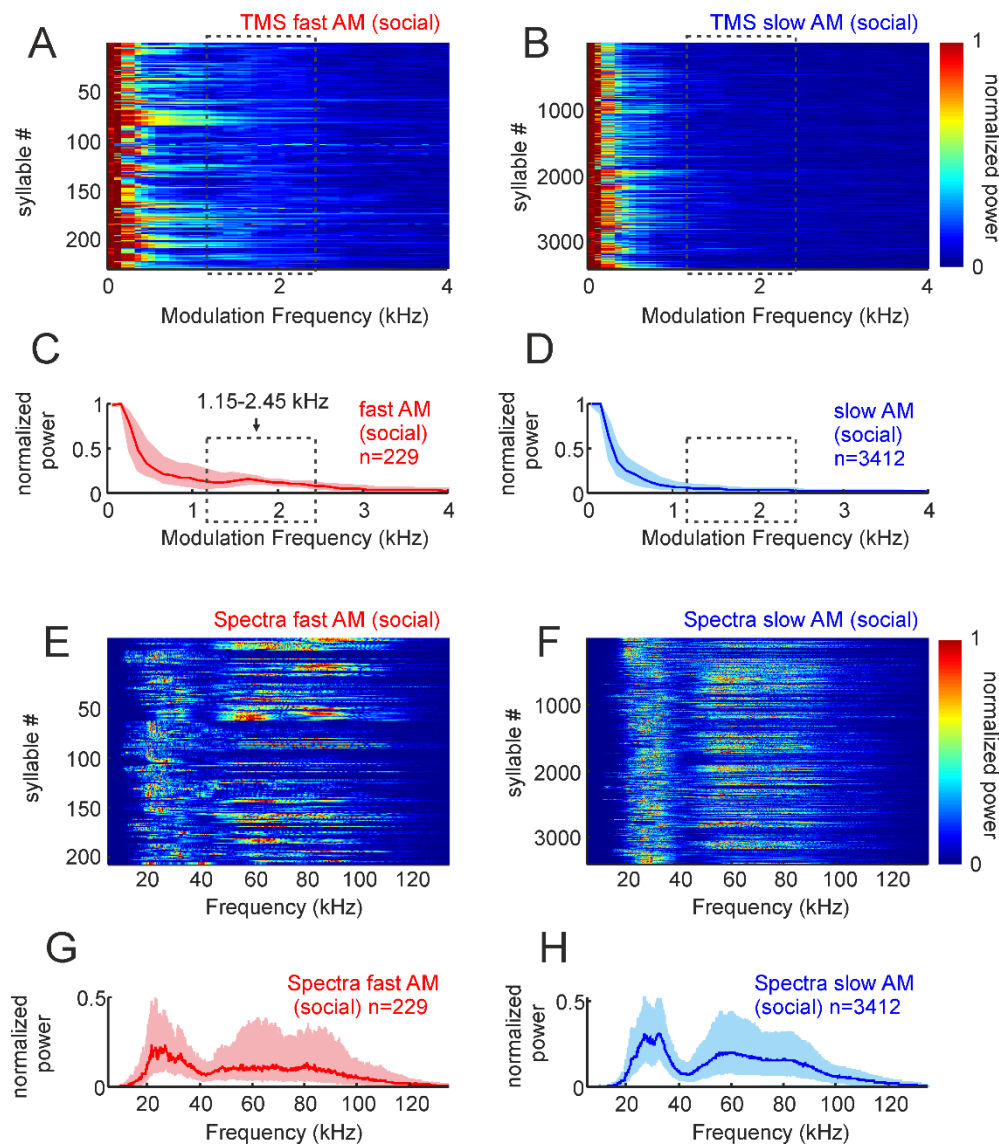 A
TMS fast AM (social)
syllable #
50
100
150
200
0
2
4
Modulation Frequency (kHz)
B
TMS slow AM (social)
syllable #
1000
2000
3000
0
2
4
Modulation Frequency (kHz)
1
0
normalized power
C
normalized
power
1
0.5
0
1.15-2.45 kHz
fast AM
(social)
n=229
0
1
2
3
4
Modulation Frequency (kHz)
D
normalized
power
1
0.5
0
slow AM
(social)
n=3412
0
1
2
3
4
Modulation Frequency (kHz)
E
Spectra fast AM (social)
syllable #
50
100
150
200
20
40
60
80
100
120
Frequency (kHz)
F
Spectra slow AM (social)
syllable #
1000
2000
3000
20
40
60
80
100
120
Frequency (kHz)
1
0
normalized power
G
Spectra fast AM
(social) n=229
normalized
power
0.5
0
20
40
60
80
100
120
Frequency (kHz)
H
Spectra slow AM
(social) n=3412
normalized
power
0.5
0
20
40
60
80
100
120
Frequency (kHz)